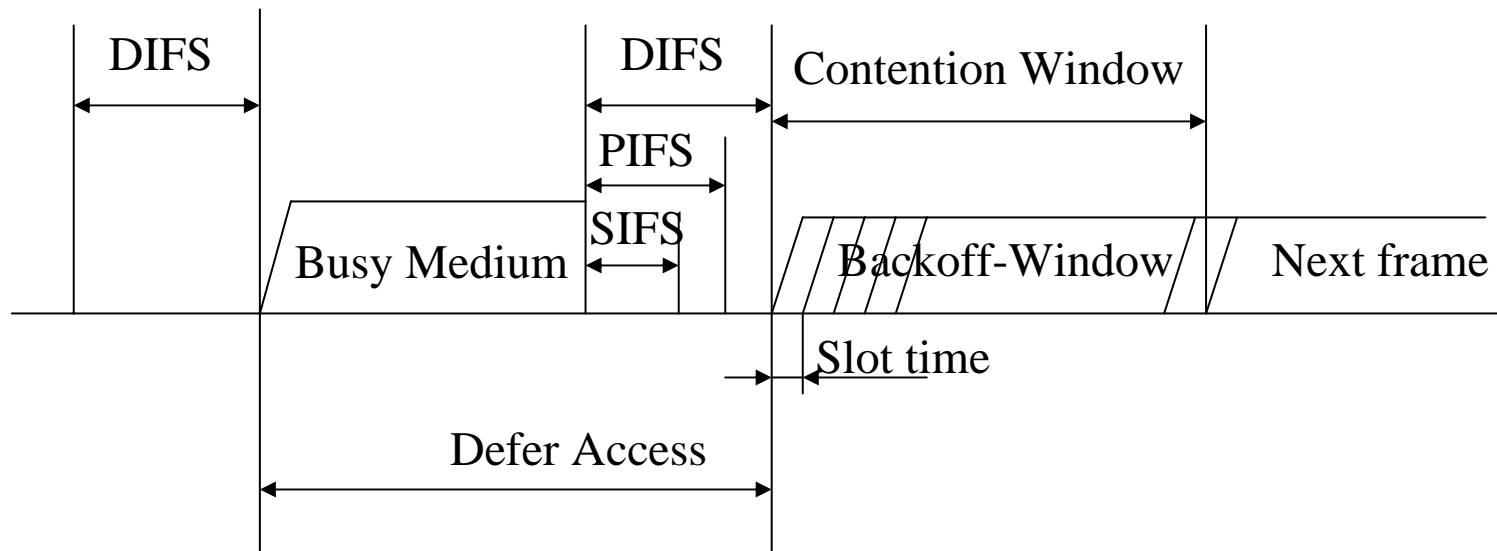 DIFS
DIFS
Contention Window
PIFS
SIFS
Busy Medium
Backoff-Window
Next frame
Slot time
Defer Access